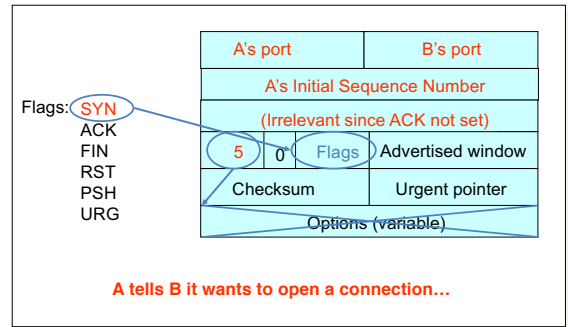 A's port B's port
A's Initial Sequence Number
Flags: SYN (Irrelevant since ACK not set)
ACK
FIN 5 0 Flags Advertised window
RST
PSH Checksum Urgent pointer
URG
Options (variable)
A tells B it wants to open a connection…